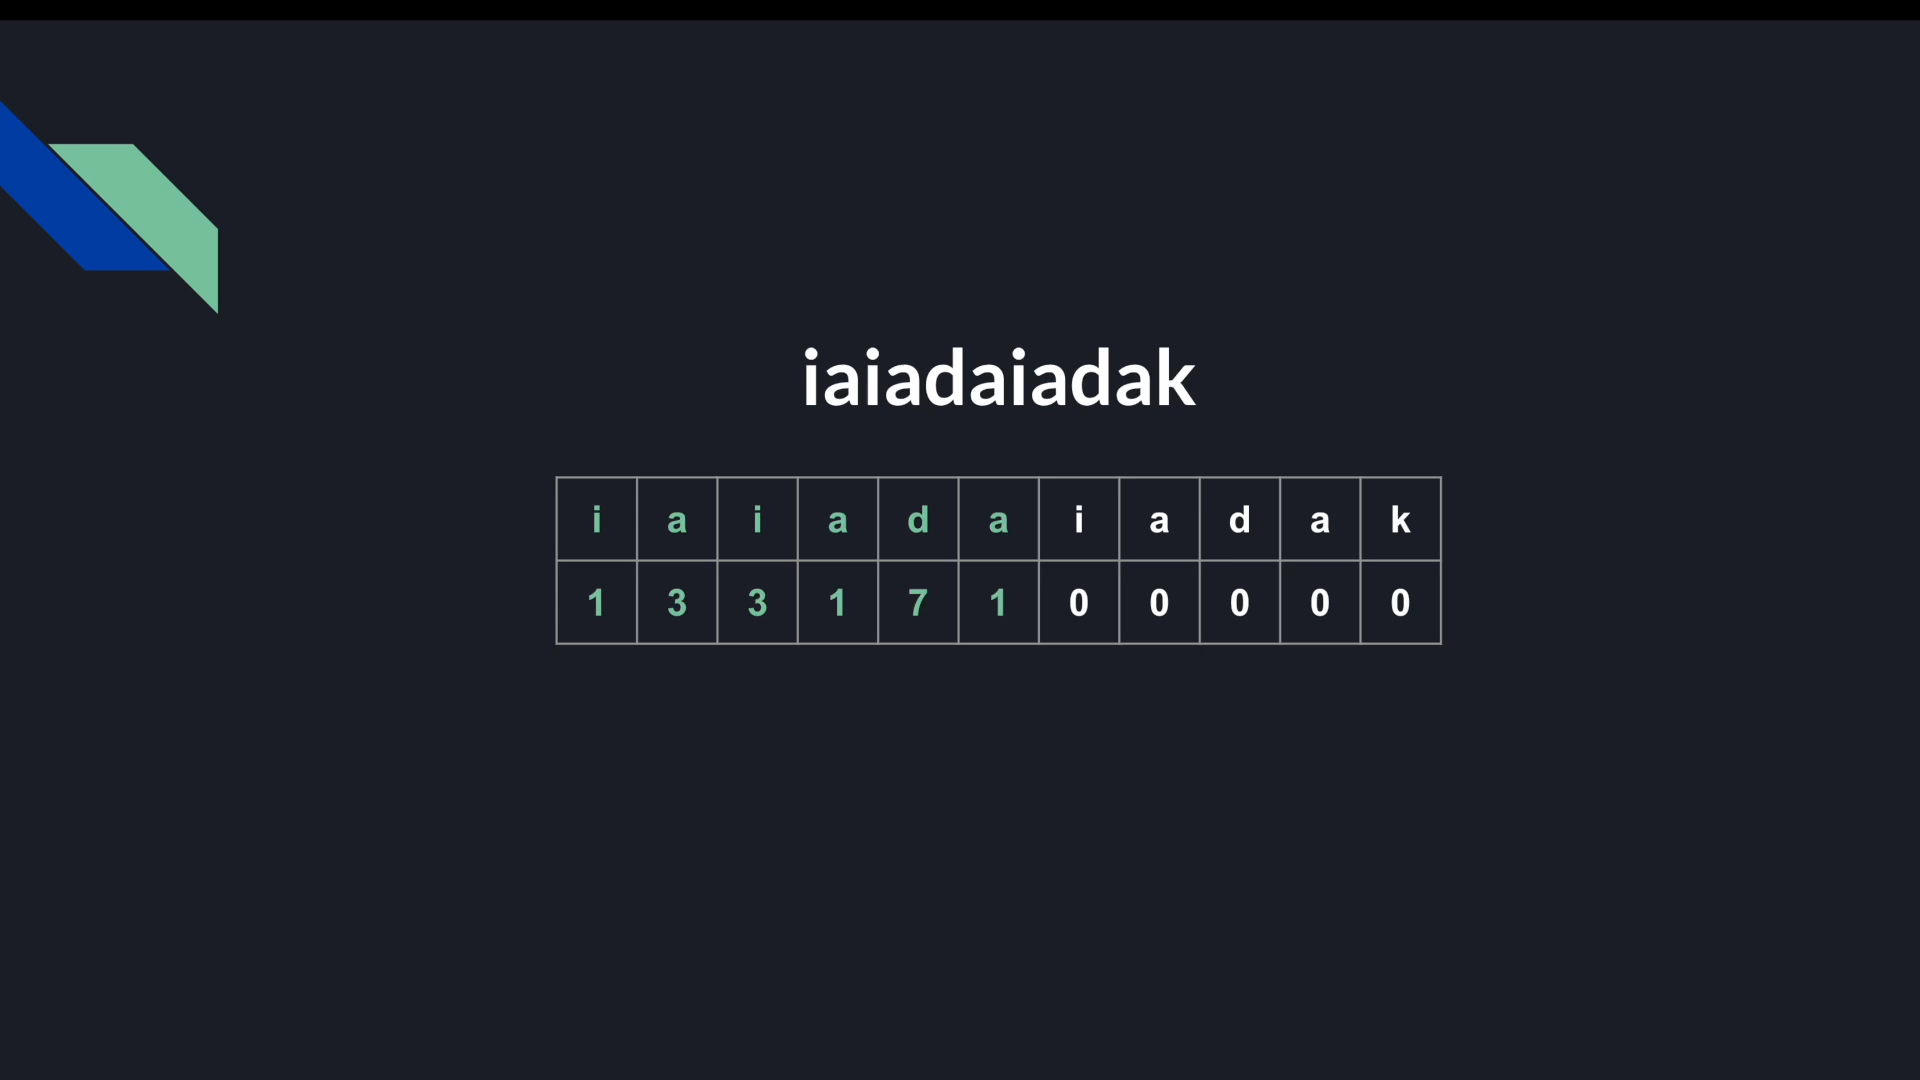 iaiadaiadak
i a i a d a i a d a k
1 3 3 1 7 1 0 0 0 0 0